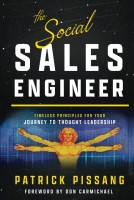 the Social
SALES
ENGINEER
TIMELESS PRINCIPLES FOR YOUR
JOURNEY TO THOUGHT LEADERSHIP
PATRICK PISSANG
FOREWORD BY DON CARMICHAEL